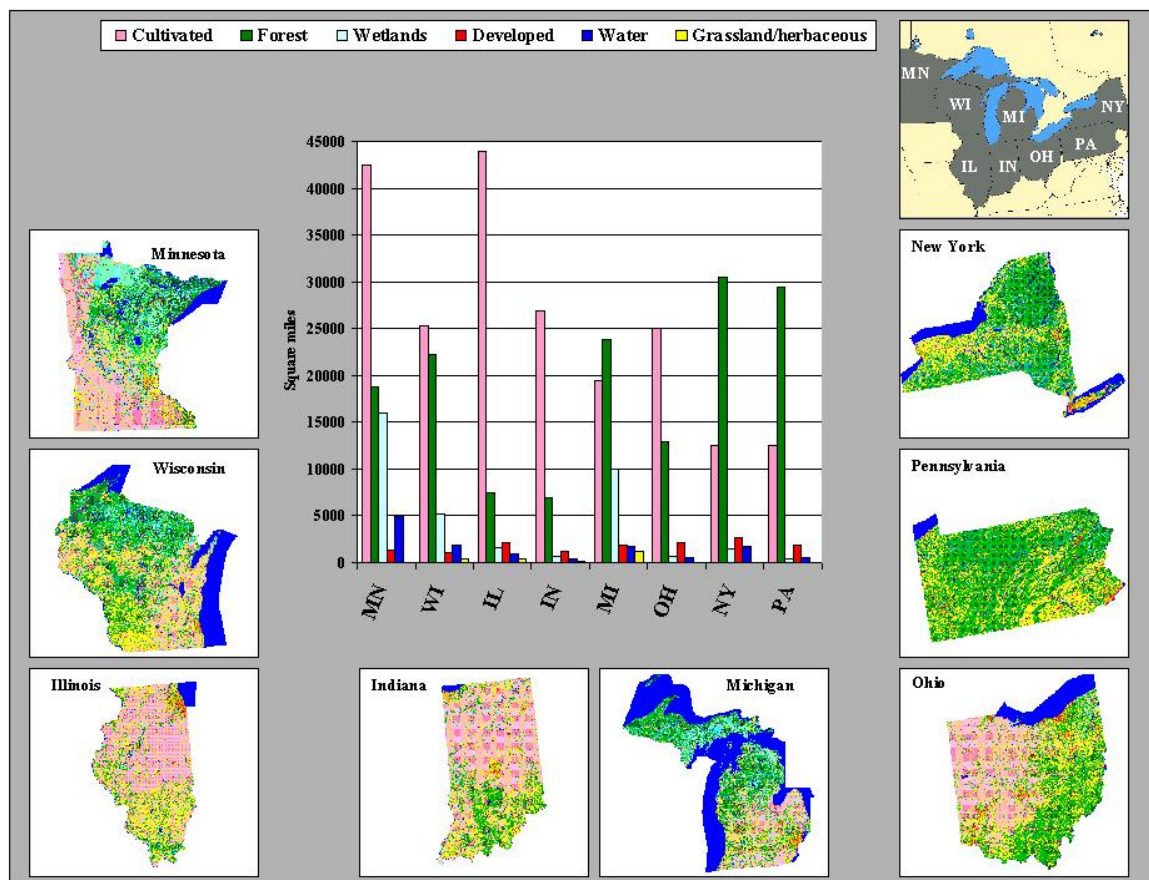 Cultivated Forest Wetlands Developed Water Grassland/herbaceous
MN
WI
MI
NY
IL
IN
OH
PA
45000
40000
35000
30000
25000
20000
15000
10000
5000
0
Square miles
MN WI IL IN MI OH NY PA
Minnesota
New York
Wisconsin
Pennsylvania
Illinois
Indiana
Michigan
Ohio